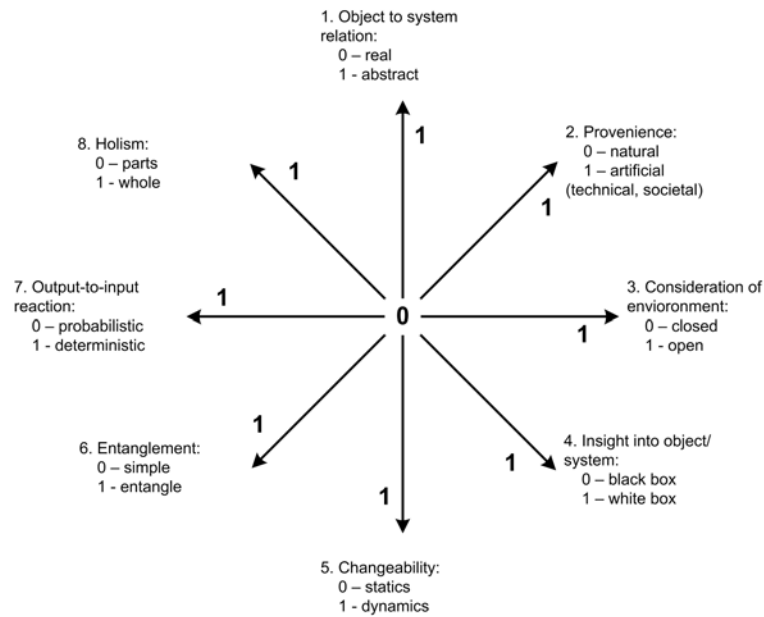 1. Object to system
relation:
0 – real
1 - abstract
1
2. Provenience:
0 – natural
1 – artificial
(technical, societal)
1
3. Consideration of
envioronment:
0 – closed
1 - open
1
4. Insight into object/
system:
0 – black box
1 – white box
1
5. Changeability:
0 – statics
1 - dynamics
1
6. Entanglement:
0 – simple
1 - entangle
1
7. Output-to-input
reaction:
0 – probabilistic
1 - deterministic
1
8. Holism:
0 – parts
1 - whole
1
0